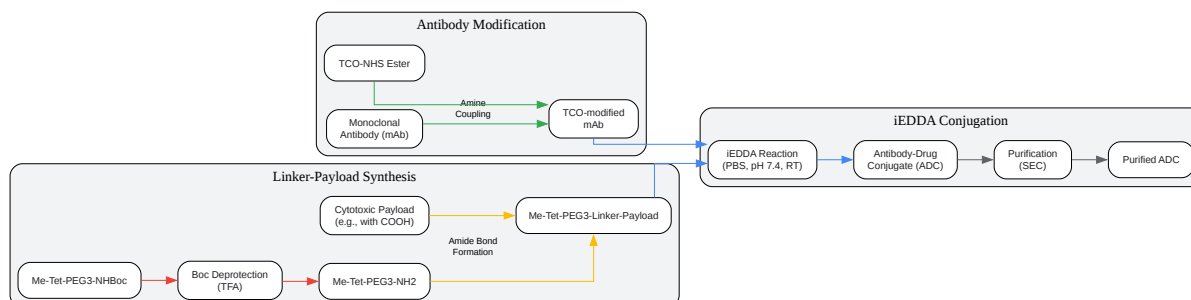 Antibody Modification
TCO-NHS Ester
Amine
Coupling
Monoclonal
Antibody (mAb)
TCO-modified
mAb
Linker-Payload Synthesis
Cytotoxic Payload
(e.g., with COOH)
Me-Tet-PEG3-Linker-Payload
Amide Bond
Formation
Me-Tet-PEG3-NHBoc
Boc Deprotection
(TFA)
Me-Tet-PEG3-NH2
iEDDA Conjugation
iEDDA Reaction
(PBS, pH 7.4, RT)
Antibody-Drug
Conjugate (ADC)
Purification
(SEC)
Purified ADC